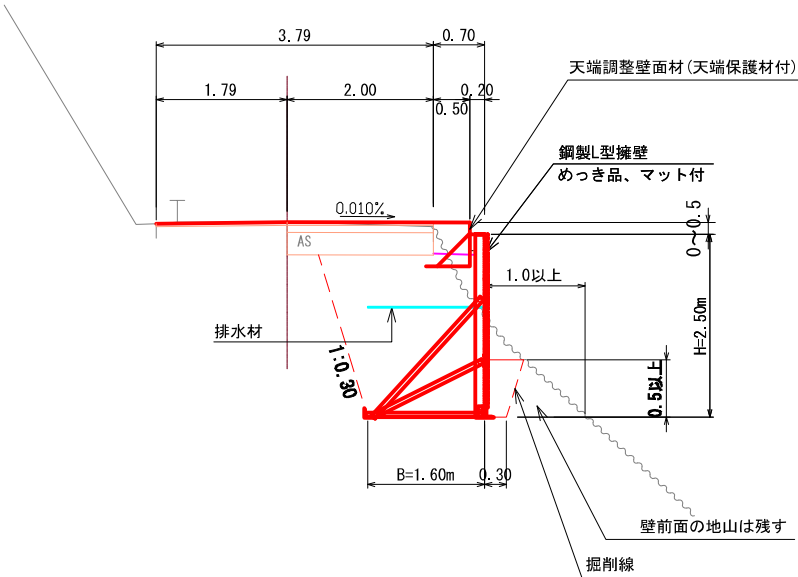 3.79
0.70
天端調整壁面材(天端保護材付)
1.79
2.00
0.20
0.50
鋼製L型擁壁
めっき品、マット付
0.010%
0～0.5
AS
1.0以上
排水材
H=2.50m
1:0.30
0.5以上
B=1.60m
0.30
壁前面の地山は残す
掘削線